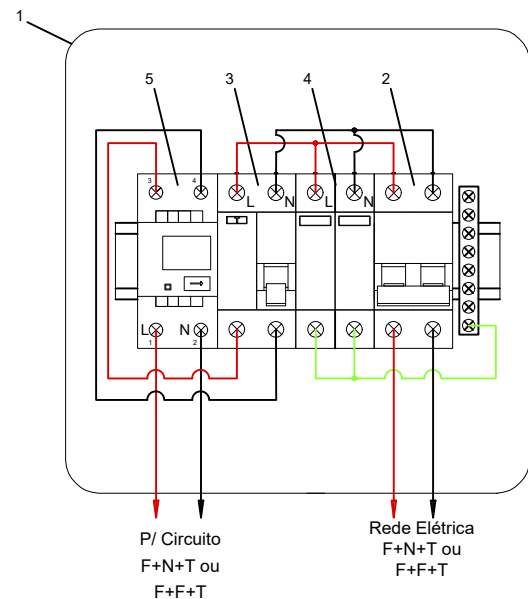 1
5
3
4
2
3
4
L
N
L
N
L
N
1
2
P/ Circuito
F+N+T ou
F+F+T
Rede Elétrica
F+N+T ou
F+F+T